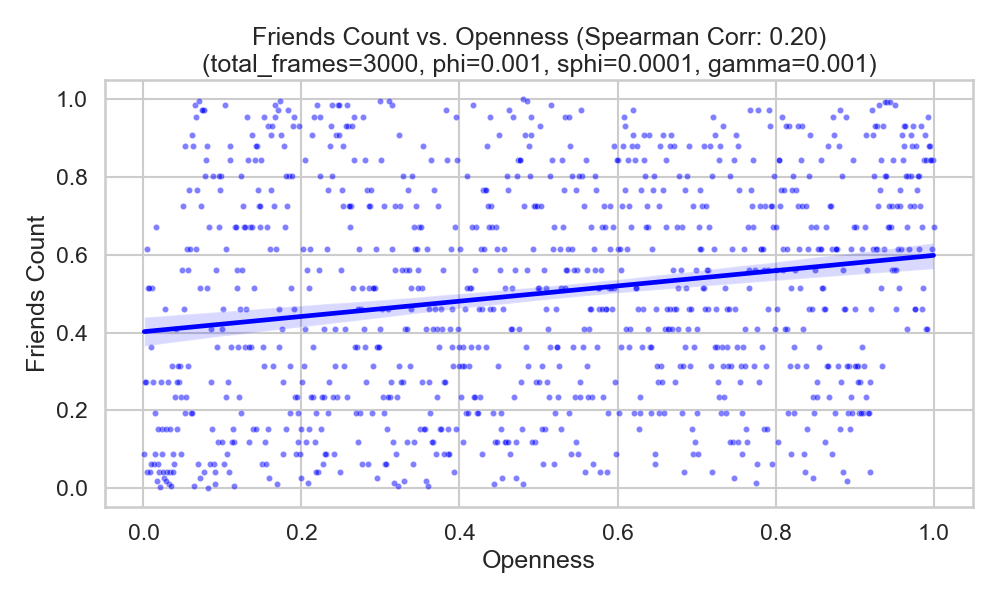 Friends Count vs. Openness (Spearman Corr: 0.20)
(total_frames=3000, phi=0.001, sphi=0.0001, gamma=0.001)
1.0
0.8
0.6
0.4
0.2
0.0
Friends Count
0.0 0.2 0.4 0.6 0.8 1.0
Openness